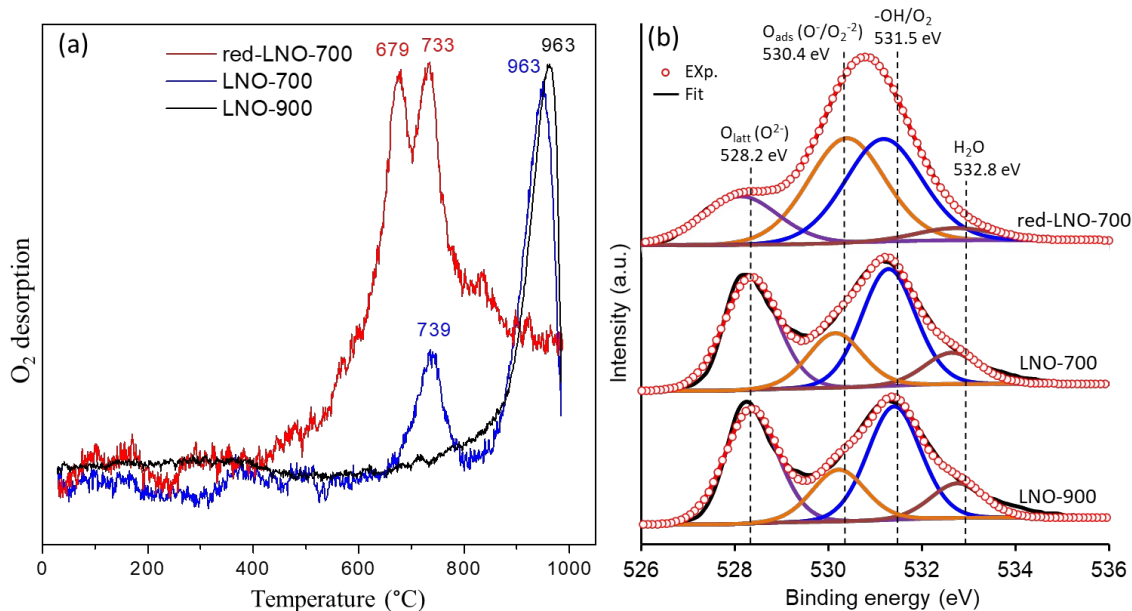 (a)
red-LNO-700
LNO-700
LNO-900
679
733
963
963
739
O₂ desorption
0
200
400
600
800
1000
Temperature (°C)
(b)
EXp.
Fit
Oₗₐₜₜ (O²⁻)
528.2 eV
Oads (O⁻/O₂⁻²)
530.4 eV
-OH/O₂
531.5 eV
H₂O
532.8 eV
red-LNO-700
LNO-700
LNO-900
Intensity (a.u.)
526
528
530
532
534
536
Binding energy (eV)